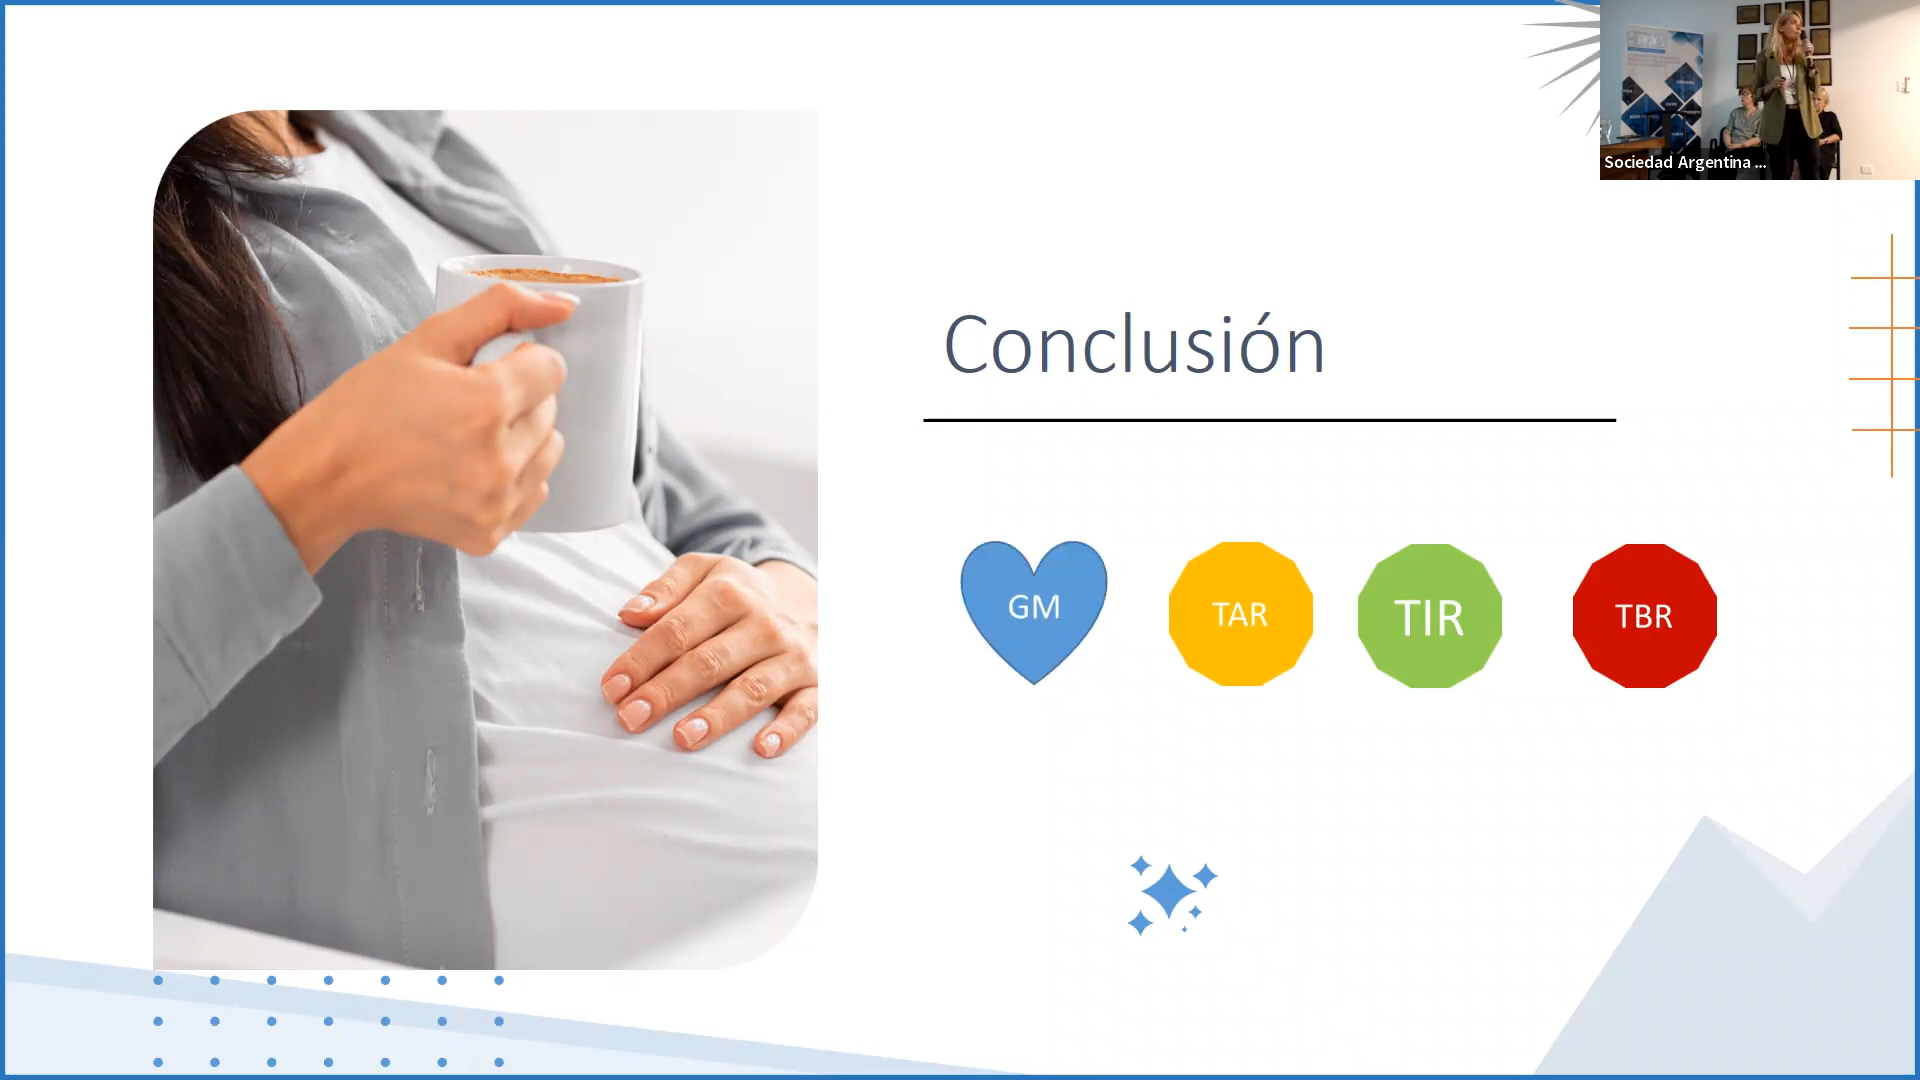 Sociedad Argentina ...
Conclusión
GM
TAR
TIR
TBR